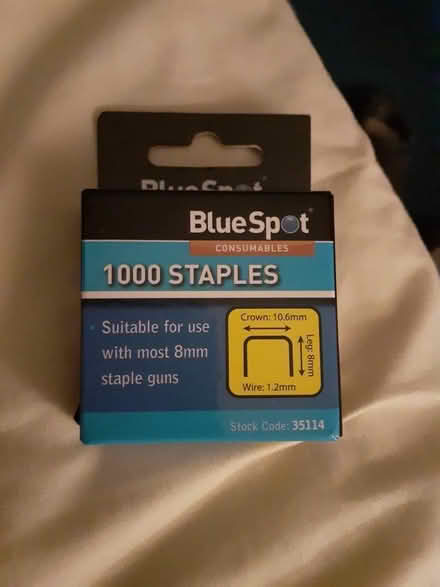 BlueSpot
BlueSpot
CONSUMABLES
1000 STAPLES
Suitable for use
with most 8mm
staple guns
Crown: 10.6mm
Leg: 8mm
Wire: 1.2mm
Stock Code: 35114